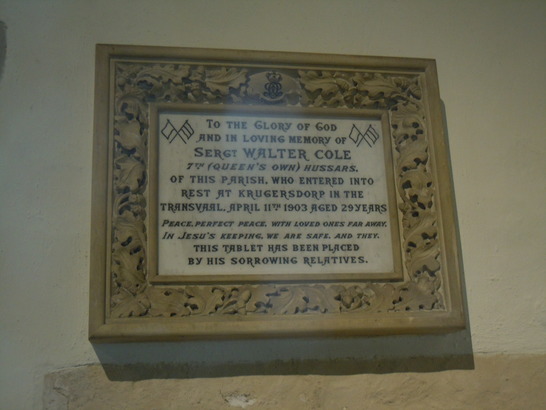 To the Glory of God
and in loving memory of
Sergt WALTER COLE
7TH (QUEEN'S OWN) HUSSARS.
OF THIS PARISH, WHO ENTERED INTO
REST AT KRUGERSDORP IN THE
TRANSVAAL, APRIL 11TH 1903 AGED 29 YEARS
PEACE, PERFECT PEACE, WITH LOVED ONES FAR AWAY,
IN JESU'S KEEPING, WE ARE SAFE, AND THEY.
THIS TABLET HAS BEEN PLACED
BY HIS SORROWING RELATIVES.